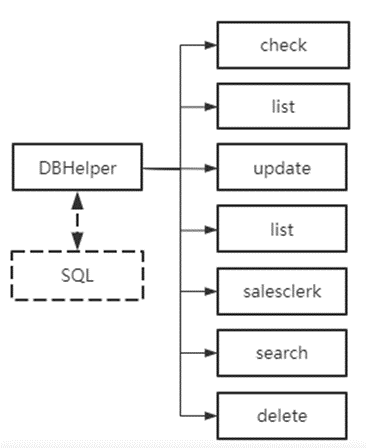 check
list
DBHelper
update
list
SQL
salesclerk
search
delete